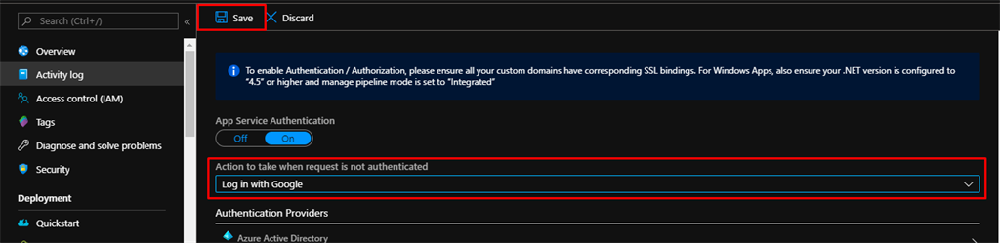 Search (Ctrl+/)
«
Overview
Activity log
Access control (IAM)
Tags
Diagnose and solve problems
Security
Deployment
Quickstart
Save
Discard
To enable Authentication / Authorization, please ensure all your custom domains have corresponding SSL bindings. For Windows Apps, also ensure your .NET version is configured to
"4.5" or higher and manage pipeline mode is set to "Integrated"
App Service Authentication
Off On
Action to take when request is not authenticated
Log in with Google
Authentication Providers
Azure Active Directory